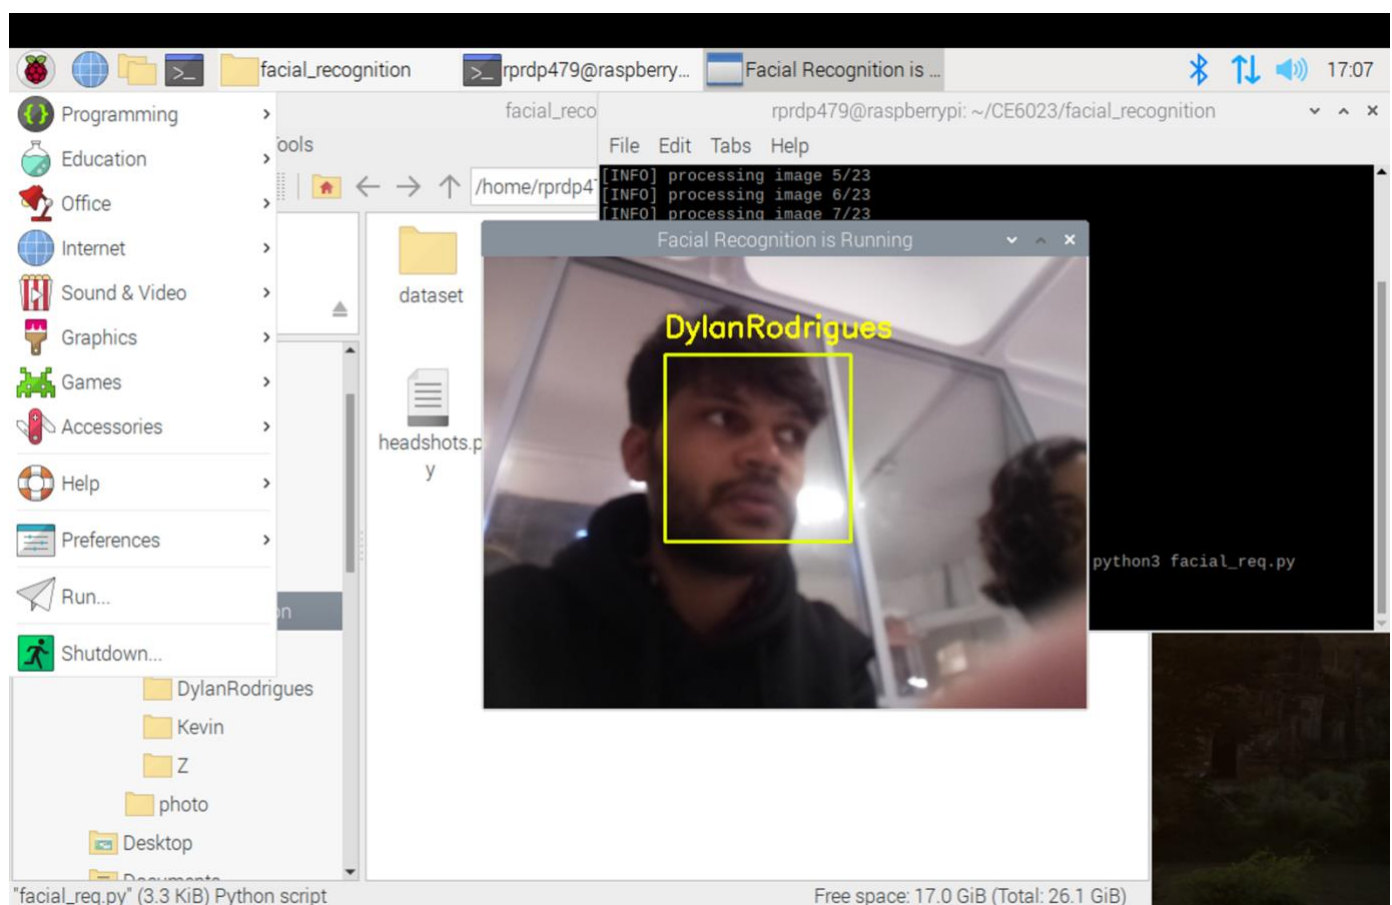 facial_recognition
rprdp479@raspberry...
Facial Recognition is ...
17:07
Programming
Education
Office
Internet
Sound & Video
Graphics
Games
Accessories
Help
Preferences
Run...
Shutdown...
facial_reco
ools
/home/rprdp47
dataset
headshots.p
y
rprdp479@raspberrypi: ~/CE6023/facial_recognition
File Edit Tabs Help
[INFO] processing image 5/23
[INFO] processing image 6/23
[INFO] processing image 7/23
python3 facial_req.py
Facial Recognition is Running
DylanRodrigues
on
DylanRodrigues
Kevin
Z
photo
Desktop
Documents
"facial_req.py" (3.3 KiB) Python script
Free space: 17.0 GiB (Total: 26.1 GiB)